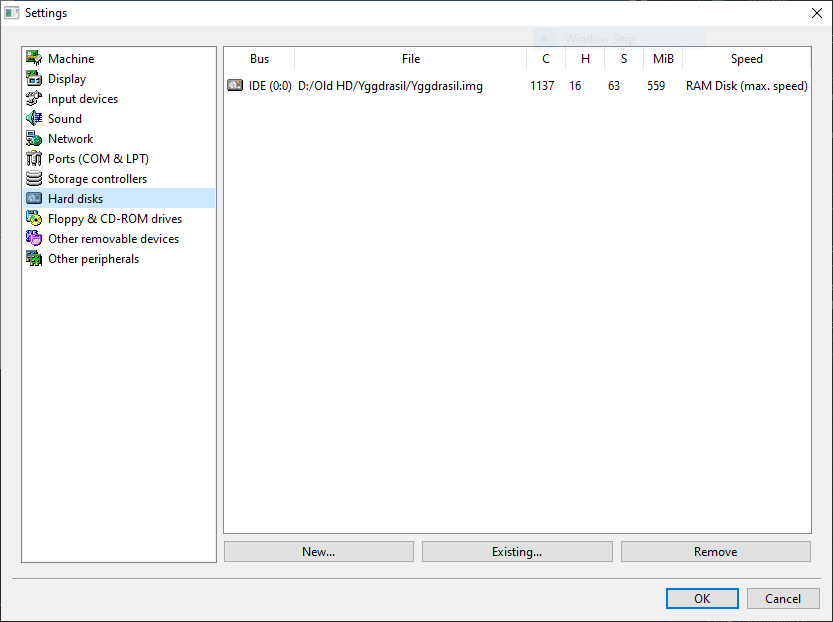 Settings
Window Snip
Machine
Display
Input devices
Sound
Network
Ports (COM & LPT)
Storage controllers
Hard disks
Floppy & CD-ROM drives
Other removable devices
Other peripherals
Bus File C H S MiB Speed
IDE (0:0) D:/Old HD/Yggdrasil/Yggdrasil.img 1137 16 63 559 RAM Disk (max. speed)
New... Existing... Remove
OK Cancel